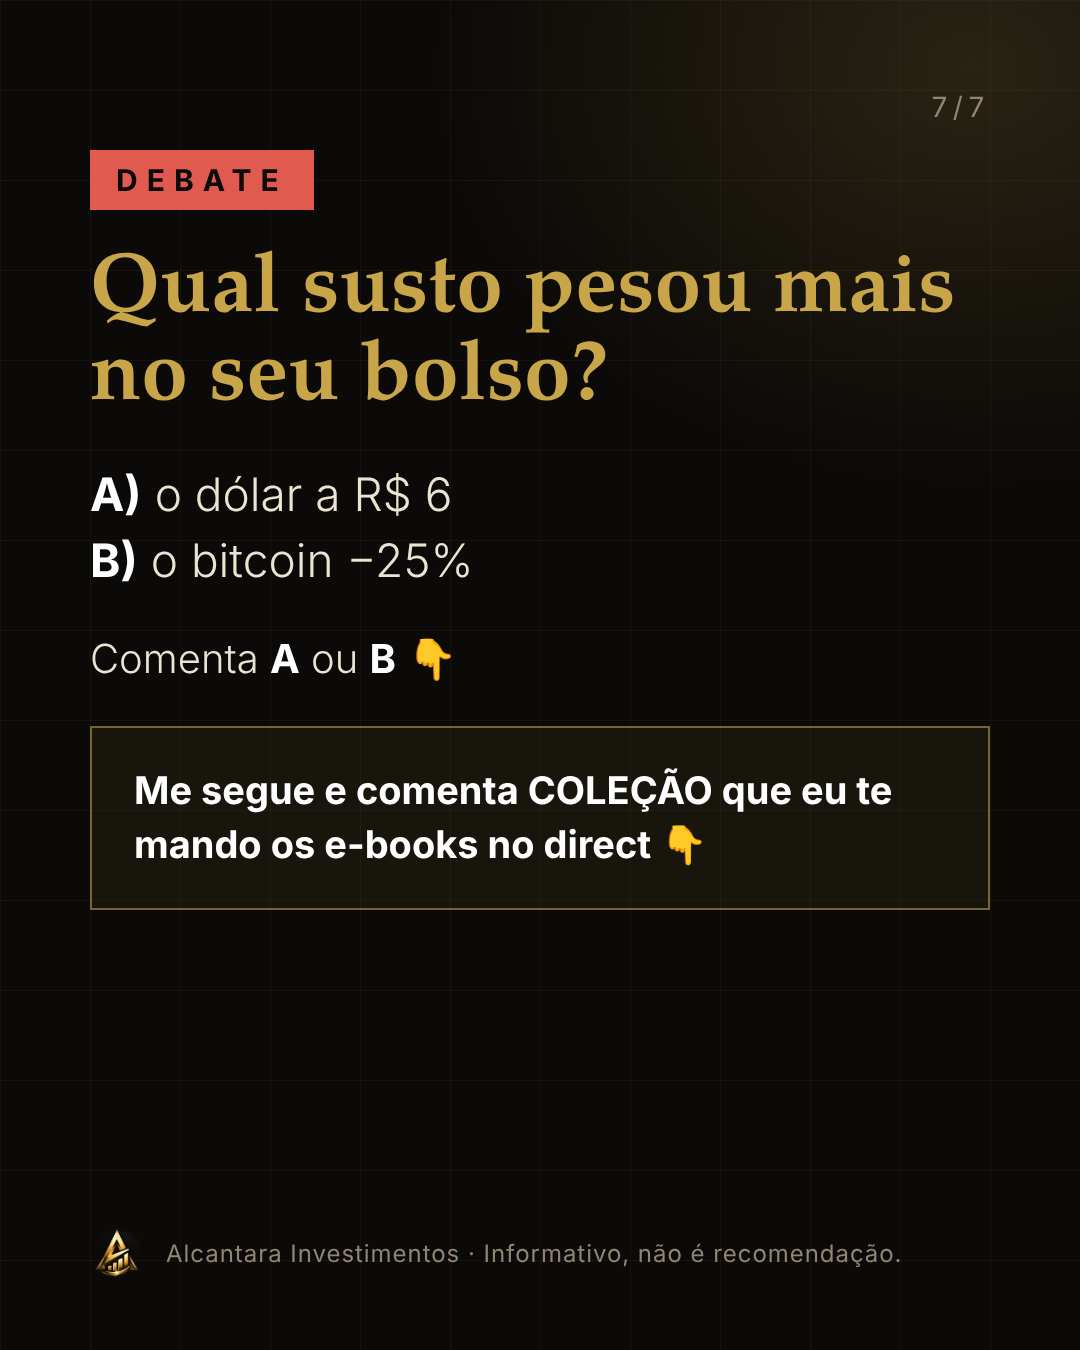 7/7
DEBATE
Qual susto pesou mais
no seu bolso?
A) o dólar a R$ 6
B) o bitcoin −25%
Comenta A ou B 👇
Me segue e comenta COLEÇÃO que eu te
mando os e-books no direct 👇
Alcantara Investimentos · Informativo, não é recomendação.